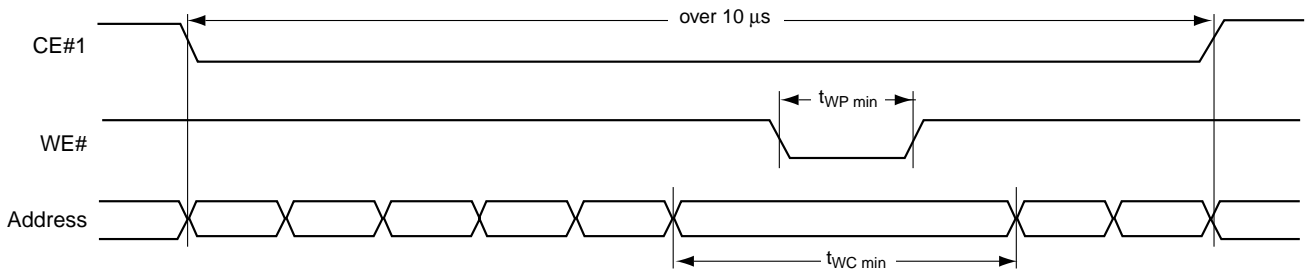 over 10 μs
CE#1
tWP min
WE#
Address
tWC min